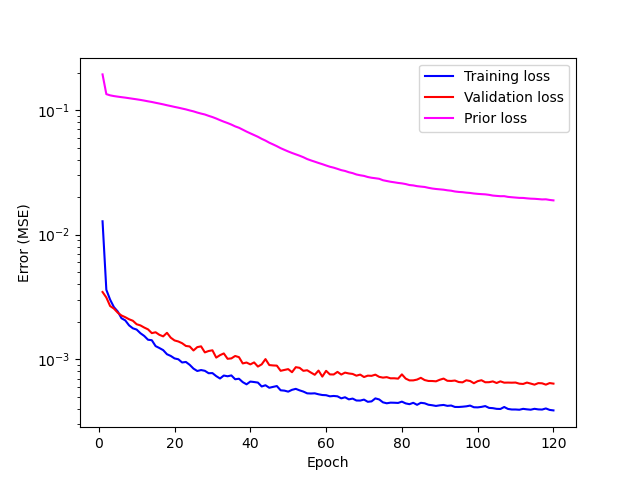 Training loss
Validation loss
Prior loss
Error (MSE)
10⁻¹
10⁻²
10⁻³
0 20 40 60 80 100 120
Epoch